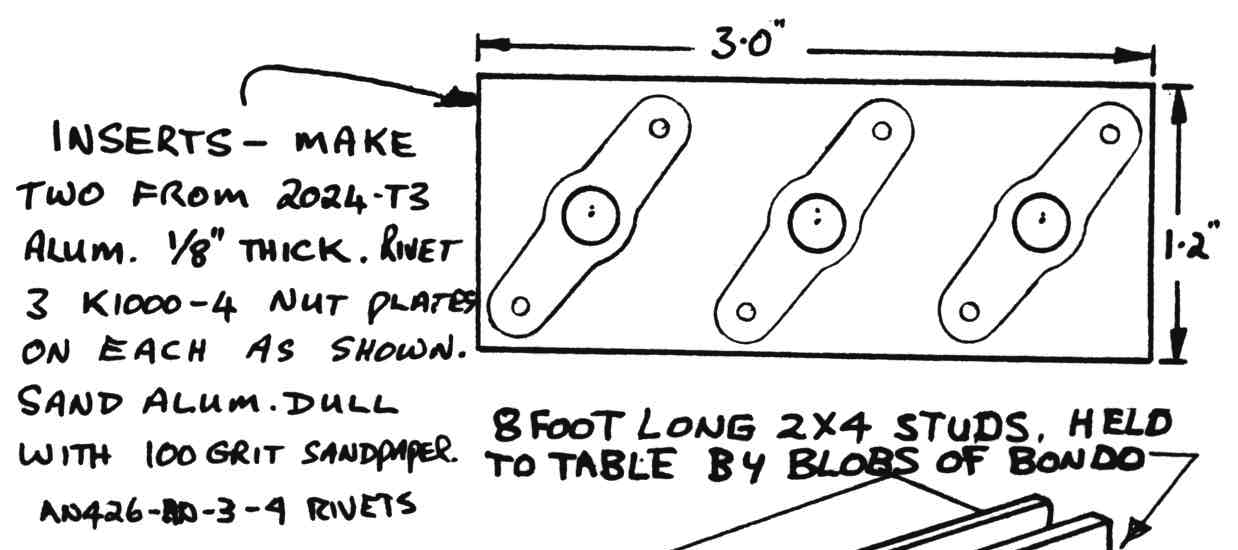 3.0"
INSERTS - MAKE
TWO FROM 2024-T3
ALUM. 1/8" THICK. RIVET
3 K1000-4 NUT PLATES
ON EACH AS SHOWN.
SAND ALUM. DULL
WITH 100 GRIT SANDPAPER.
AN426-AD-3-4 RIVETS
1.2"
8 FOOT LONG 2X4 STUDS, HELD
TO TABLE BY BLOBS OF BONDO